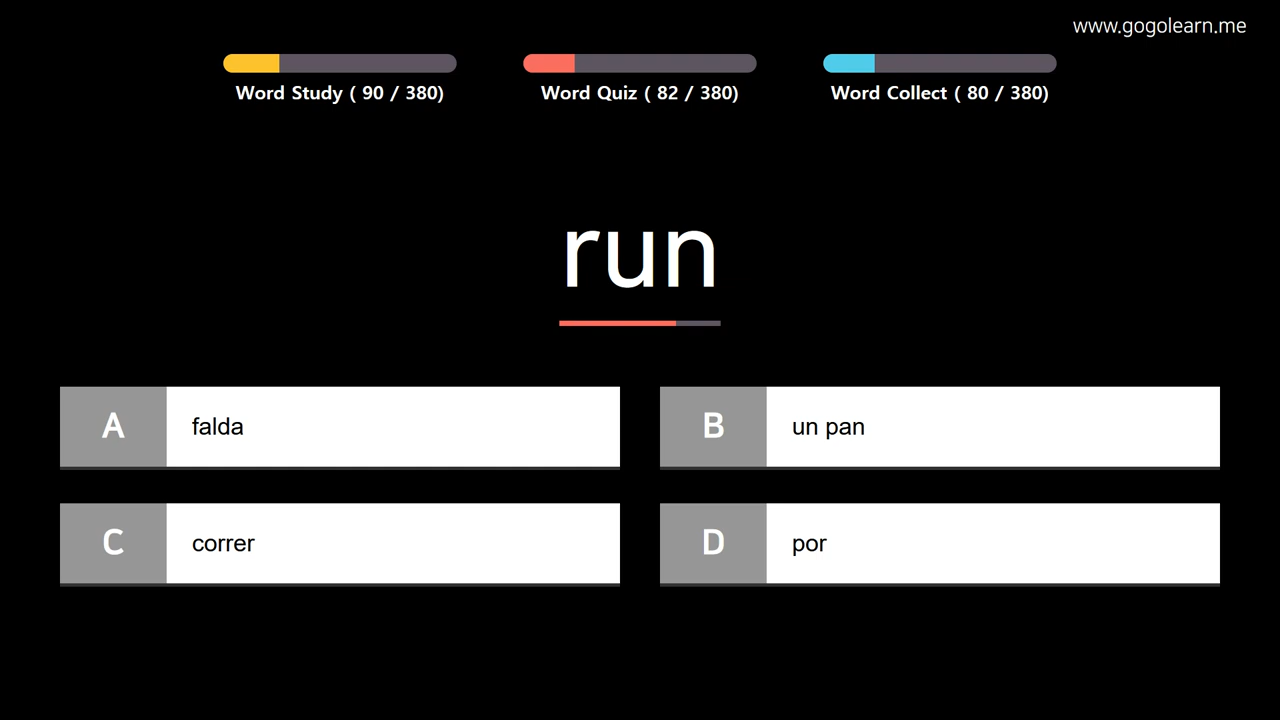 www.gogolearn.me
Word Study ( 90 / 380)
Word Quiz ( 82 / 380)
Word Collect ( 80 / 380)
run
A falda
B un pan
C correr
D por